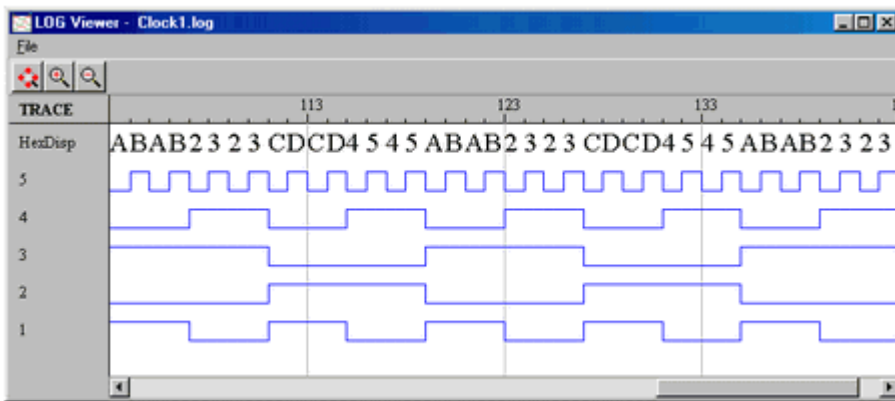 LOG Viewer - Clock1.log
File
TRACE 113 123 133
HexDisp ABAB2 3 2 3 CDCD4 5 4 5 ABAB2 3 2 3 CDCD4 5 4 5 ABAB2 3 2 3
5
4
3
2
1